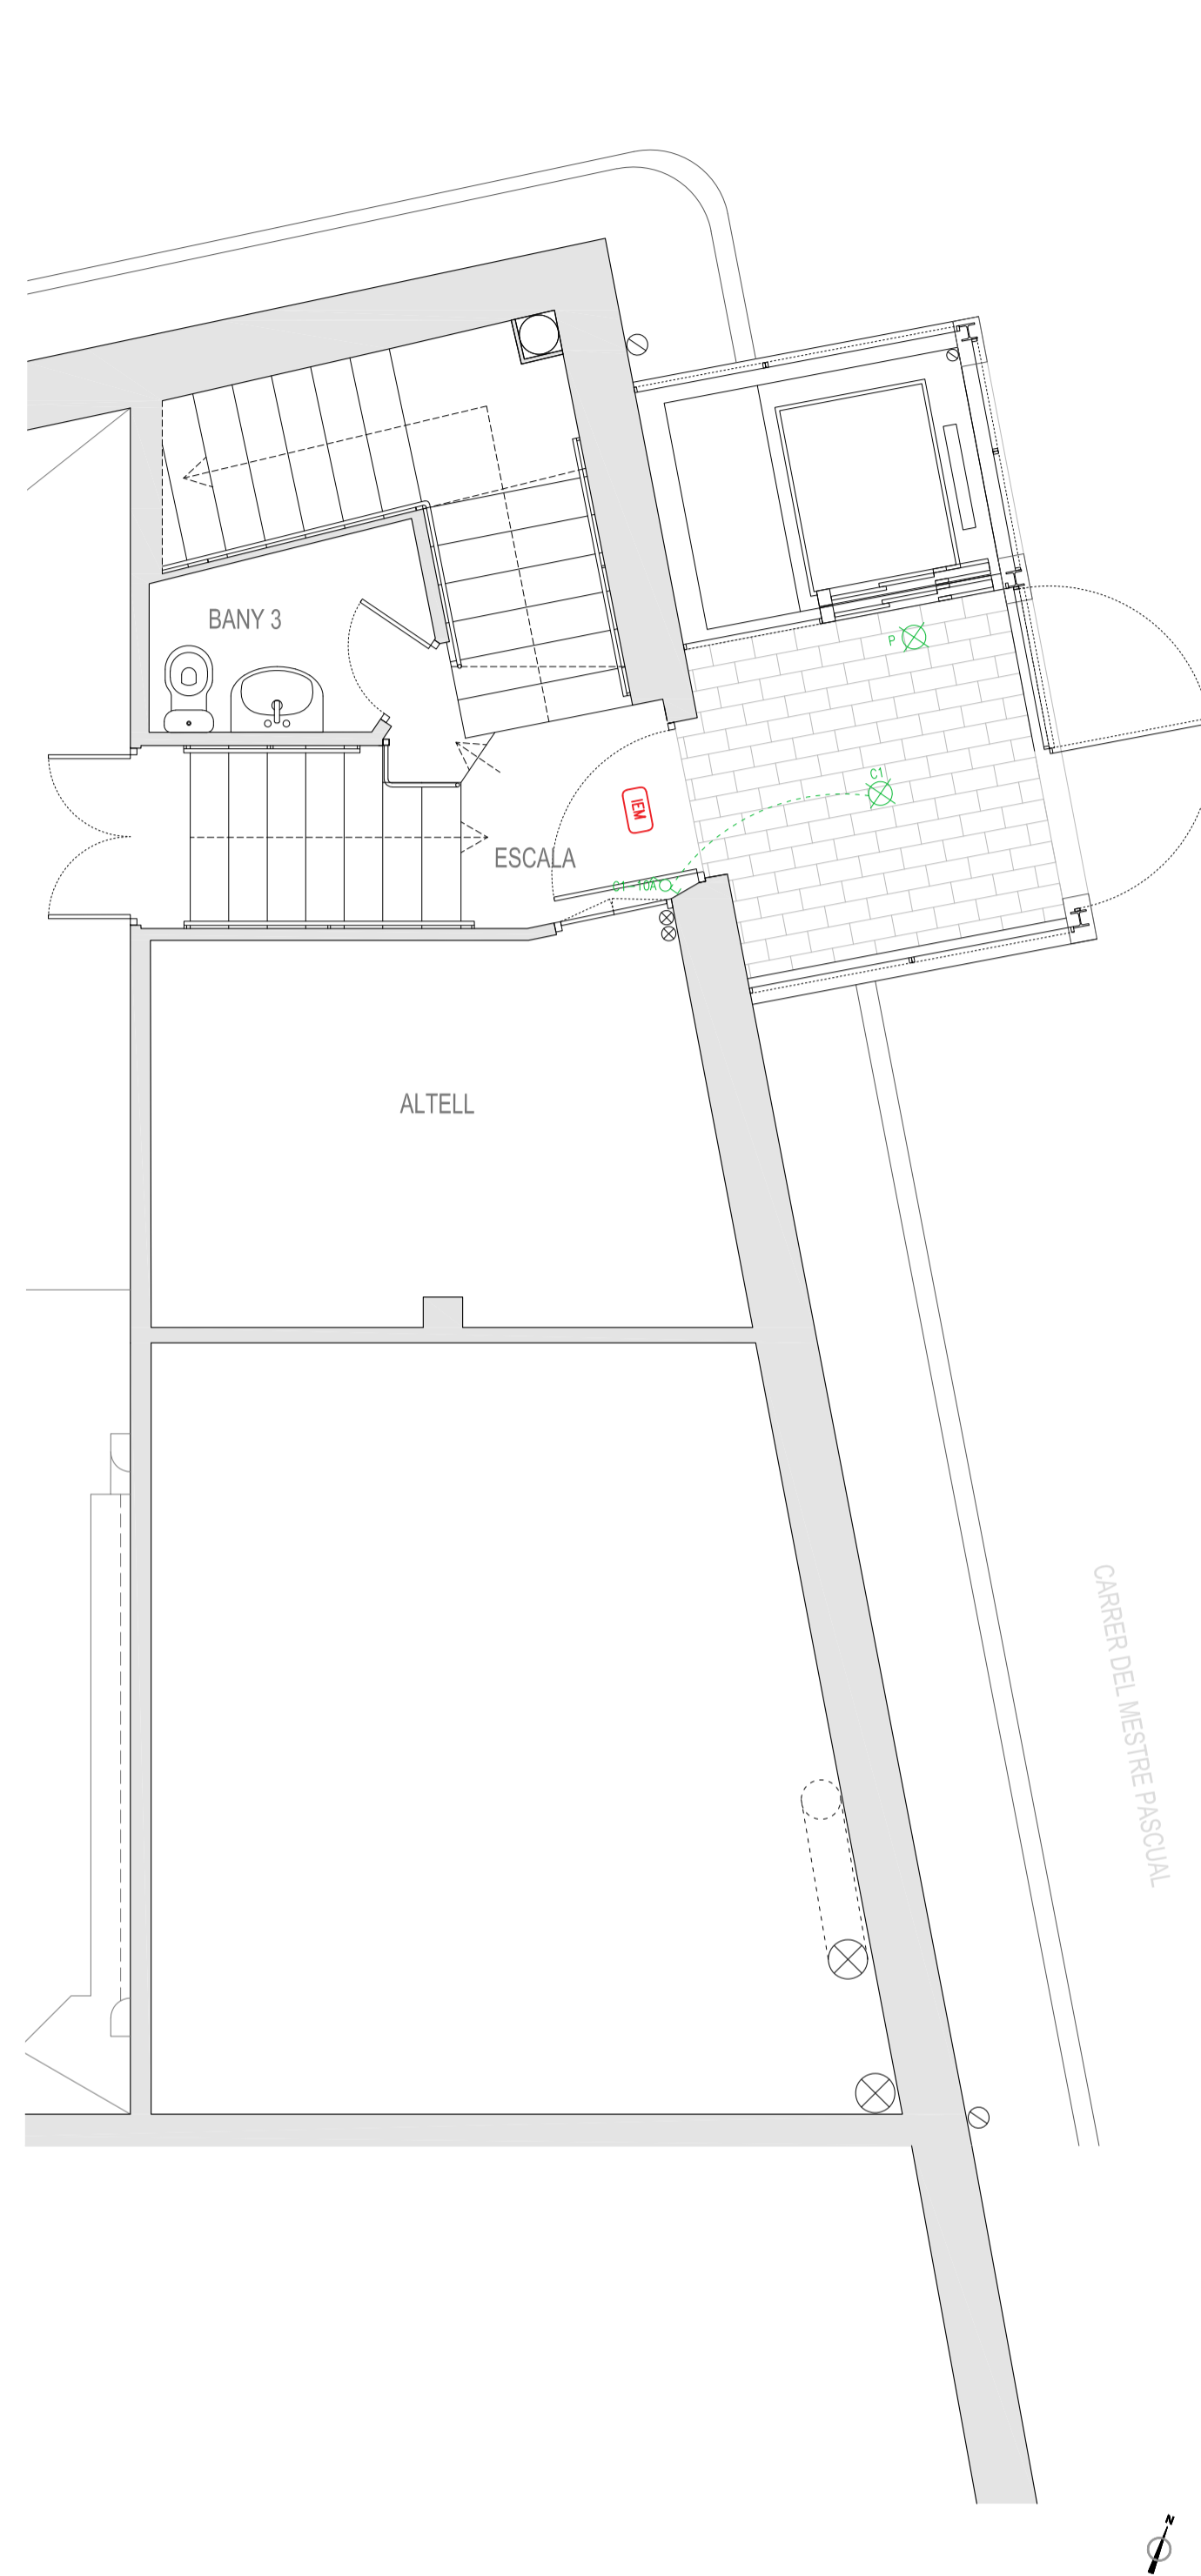 BANY 3
P
C1
IEM
ESCALA
C1 -10A
ALTELL
CARRER DEL MESTRE PASCUAL
N